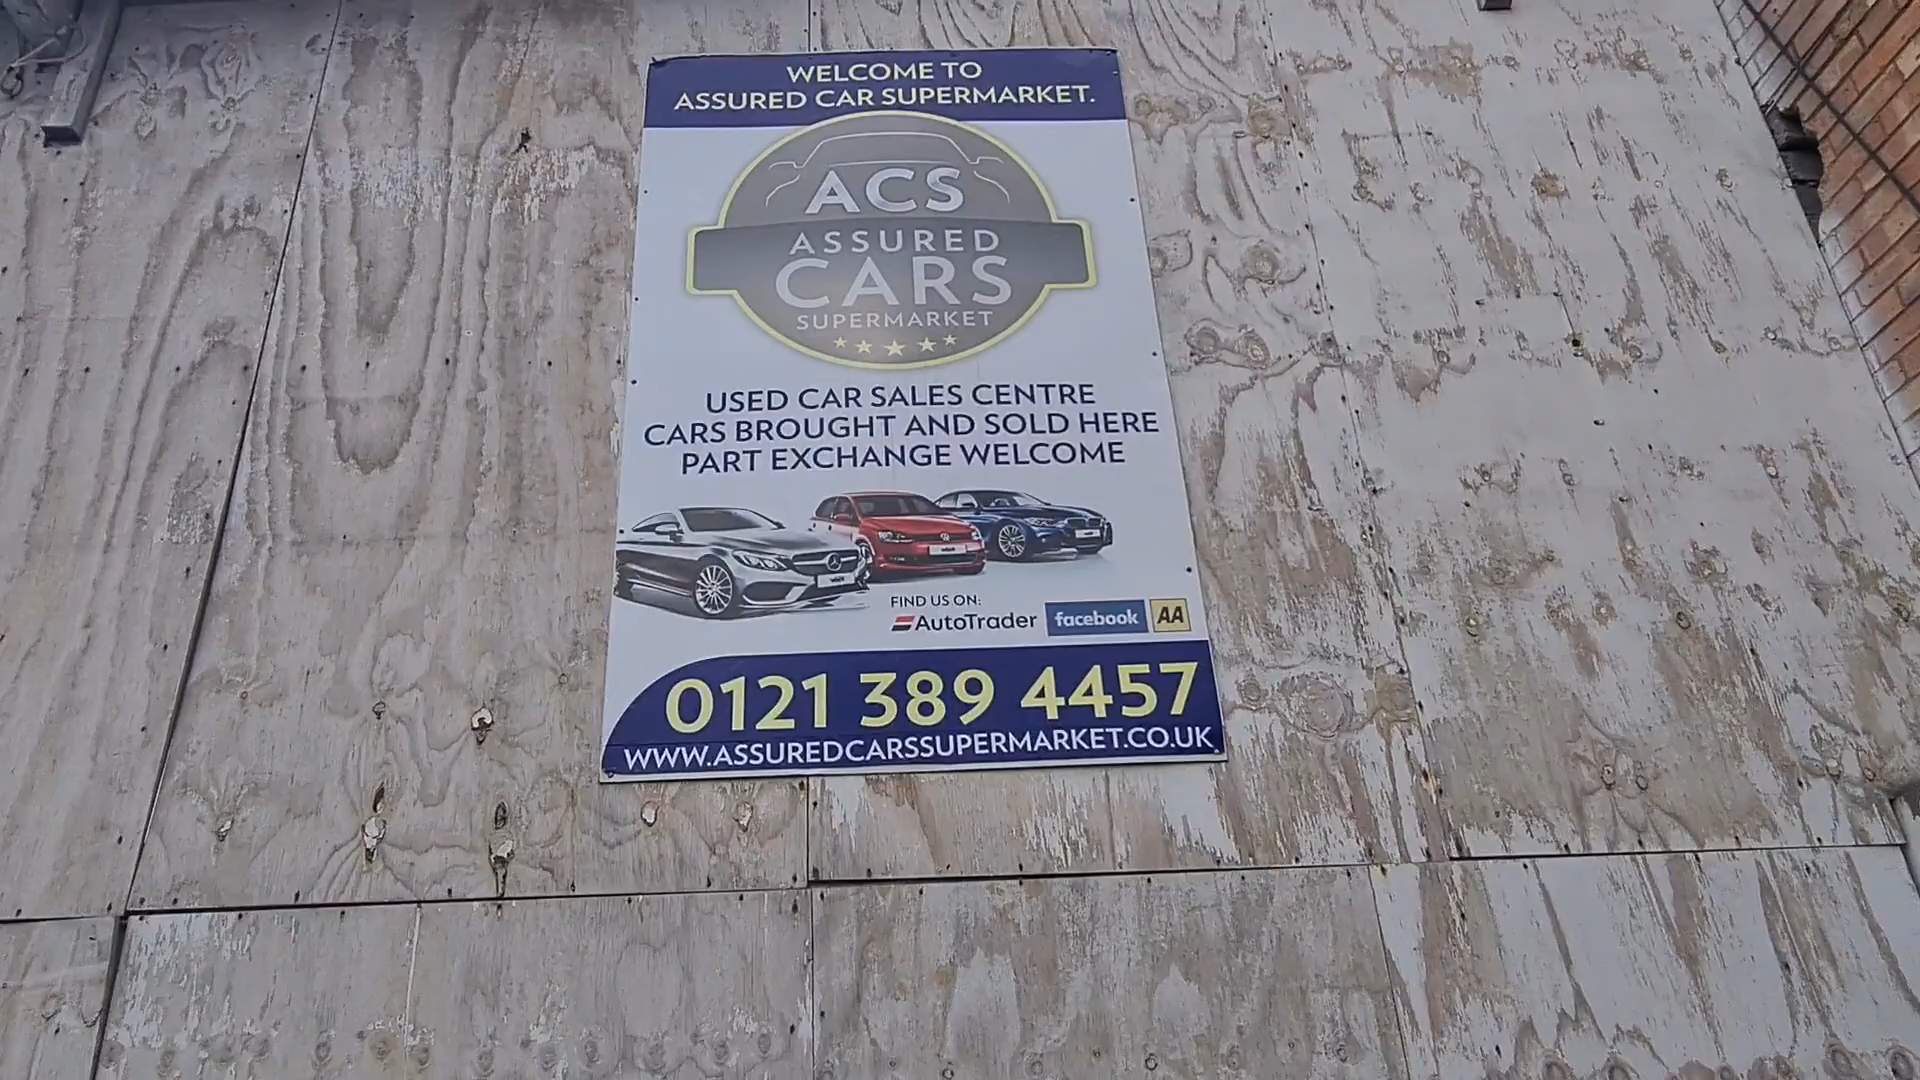 WELCOME TO
ASSURED CAR SUPERMARKET.
ACS
ASSURED
CARS
SUPERMARKET
USED CAR SALES CENTRE
CARS BROUGHT AND SOLD HERE
PART EXCHANGE WELCOME
FIND US ON:
AutoTrader facebook AA
0121 389 4457
WWW.ASSUREDCARSSUPERMARKET.CO.UK